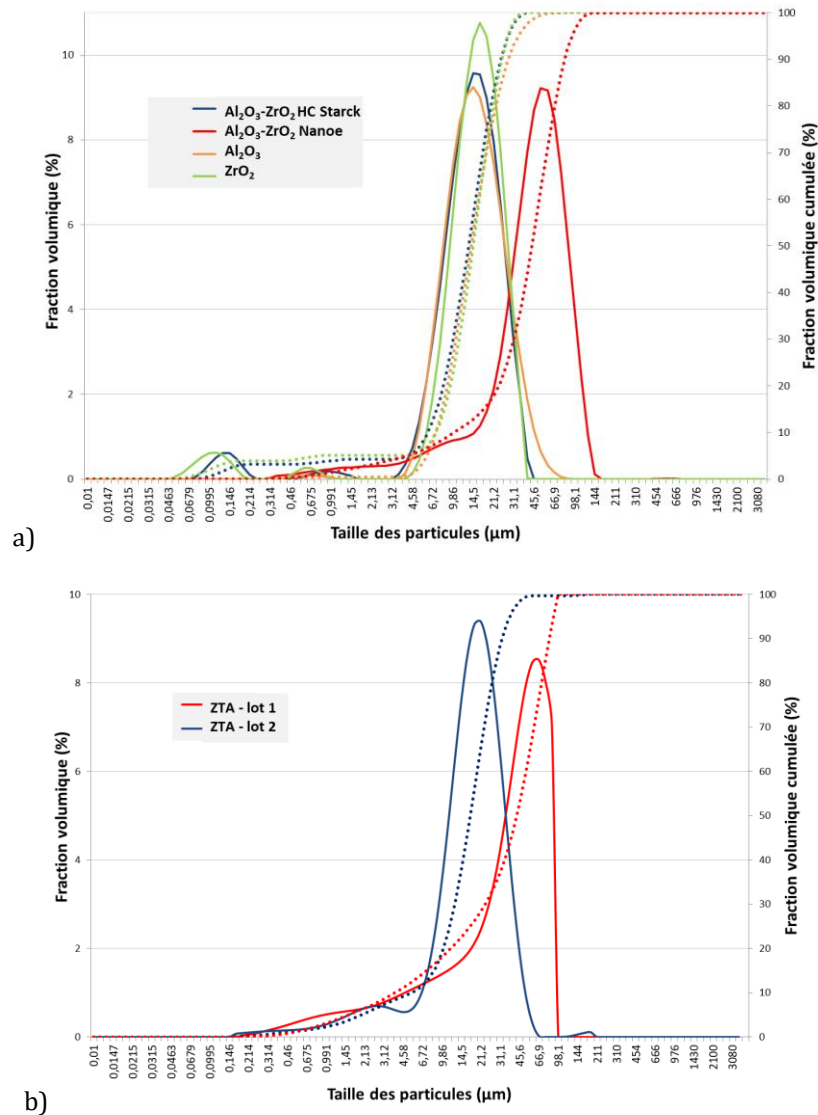 Fraction volumique (%)
10
8
6
4
2
0
Al₂O₃-ZrO₂ HC Starck
Al₂O₃-ZrO₂ Nanoe
Al₂O₃
ZrO₂
100
90
80
70
60
50
40
30
20
10
0
Fraction volumique cumulée (%)
0,01 0,0147 0,0215 0,0315 0,0463 0,0679 0,0995 0,146 0,214 0,314 0,46 0,675 0,991 1,45 2,13 3,12 4,58 6,72 9,86 14,5 21,2 31,1 45,6 66,9 98,1 144 211 310 454 666 976 1430 2100 3080
Taille des particules (µm)
a)
Fraction volumique (%)
10
8
6
4
2
0
ZTA - lot 1
ZTA - lot 2
100
90
80
70
60
50
40
30
20
10
0
Fraction volumique cumulée (%)
0,01 0,0147 0,0215 0,0315 0,0463 0,0679 0,0995 0,146 0,214 0,314 0,46 0,675 0,991 1,45 2,13 3,12 4,58 6,72 9,86 14,5 21,2 31,1 45,6 66,9 98,1 144 211 310 454 666 976 1430 2100 3080
Taille des particules (µm)
b)